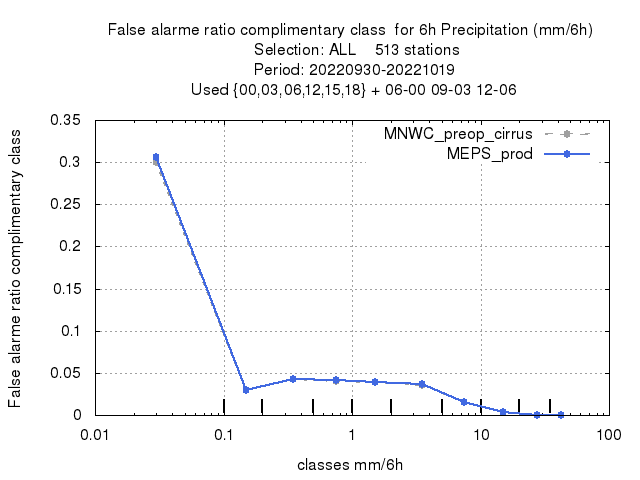 False alarme ratio complimentary class  for 6h Precipitation (mm/6h)
Selection: ALL    513 stations
Period: 20220930-20221019
Used {00,03,06,12,15,18} + 06-00 09-03 12-06
MNWC_preop_cirrus
MEPS_prod
False alarme ratio complimentary class
0.35
0.3
0.25
0.2
0.15
0.1
0.05
0
0.01
0.1
1
10
100
classes mm/6h